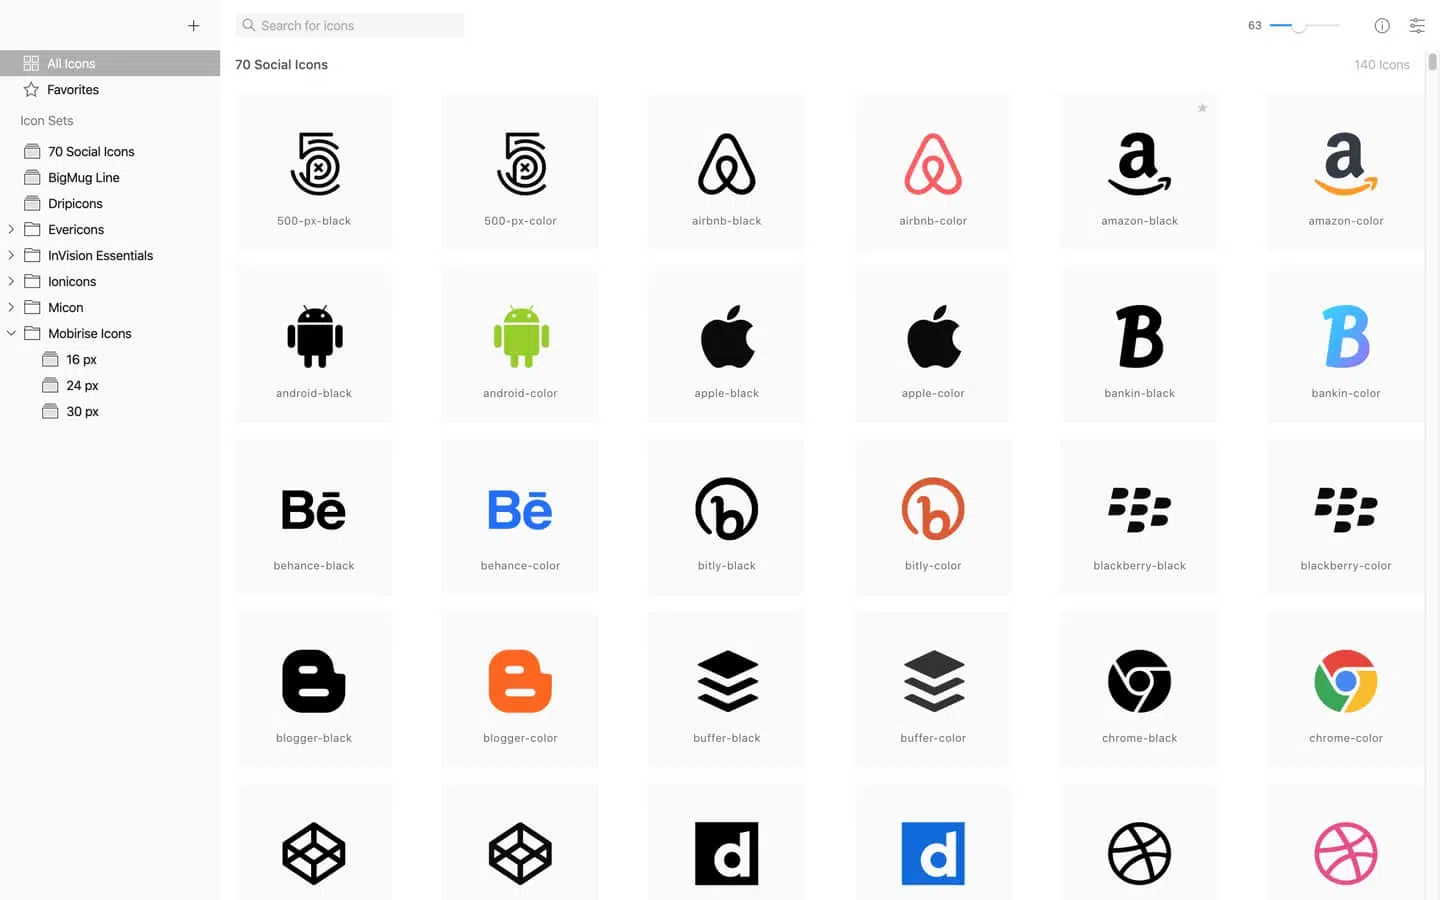 Search for icons
63
All Icons
Favorites
Icon Sets
70 Social Icons
BigMug Line
Dripicons
Evericons
InVision Essentials
Ionicons
Micon
Mobirise Icons
16 px
24 px
30 px
70 Social Icons
140 Icons
500-px-black
500-px-color
airbnb-black
airbnb-color
amazon-black
amazon-color
android-black
android-color
apple-black
apple-color
bankin-black
bankin-color
Bē
Bē
behance-black
behance-color
bitly-black
bitly-color
blackberry-black
blackberry-color
blogger-black
blogger-color
buffer-black
buffer-color
chrome-black
chrome-color